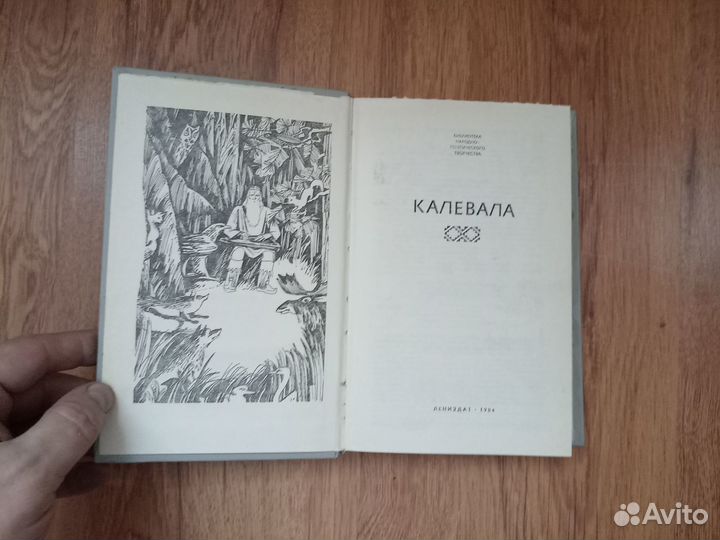 БИБЛИОТЕКА
НАРОДНО-
ПОЭТИЧЕСКОГО
ТВОРЧЕСТВА
КАЛЕВАЛА
ЛЕНИЗДАТ · 1984
Avito